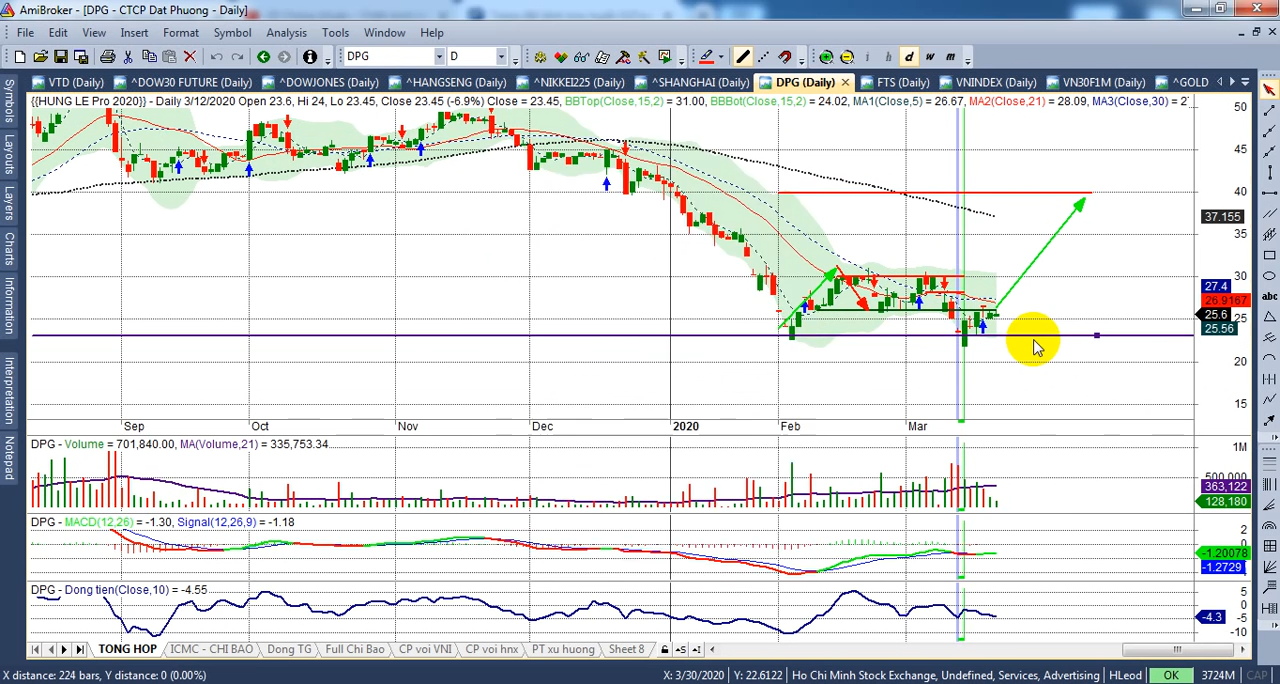 AmiBroker - [DPG - CTCP Dat Phuong - Daily]
File Edit View Insert Format Symbol Analysis Tools Window Help
DPG D h d w m
VTD (Daily) ^DOW30 FUTURE (Daily) ^DOWJONES (Daily) ^HANGSENG (Daily) ^NIKKEI225 (Daily) ^SHANGHAI (Daily) DPG (Daily) FTS (Daily) VNINDEX (Daily) VN30F1M (Daily) ^GOLD
{{HUNG LE Pro 2020}} - Daily 3/12/2020 Open 23.6, Hi 24, Lo 23.45, Close 23.45 (-6.9%) Close = 23.45, BBTop(Close,15,2) = 31.00, BBBot(Close,15,2) = 24.02, MA1(Close,5) = 26.67, MA2(Close,21) = 28.09, MA3(Close,30) = 2
Symbols
Layouts
Layers
Charts
Information
Interpretation
Notepad
abc
50
45
40
37.155
35
30
27.4
26.9167
25.6
25
25.56
20
15
Sep Oct Nov Dec 2020 Feb Mar
DPG - Volume = 701,840.00, MA(Volume,21) = 335,753.34
1M
500,000
363,122
128,180
DPG - MACD(12,26) = -1.30, Signal(12,26,9) = -1.18
2
0
-1.20078
-1.2729
DPG - Dong tien(Close,10) = -4.55
5
0
-4.3
-10
TONG HOP ICMC - CHI BAO Dong TG Full Chi Bao CP voi VNI CP voi hnx PT xu huong Sheet 8
X distance: 224 bars, Y distance: 0 (0.00%) X: 3/30/2020 Y: 22.6122 Ho Chi Minh Stock Exchange, Undefined, Services, Advertising HLeod OK 3724M CAP